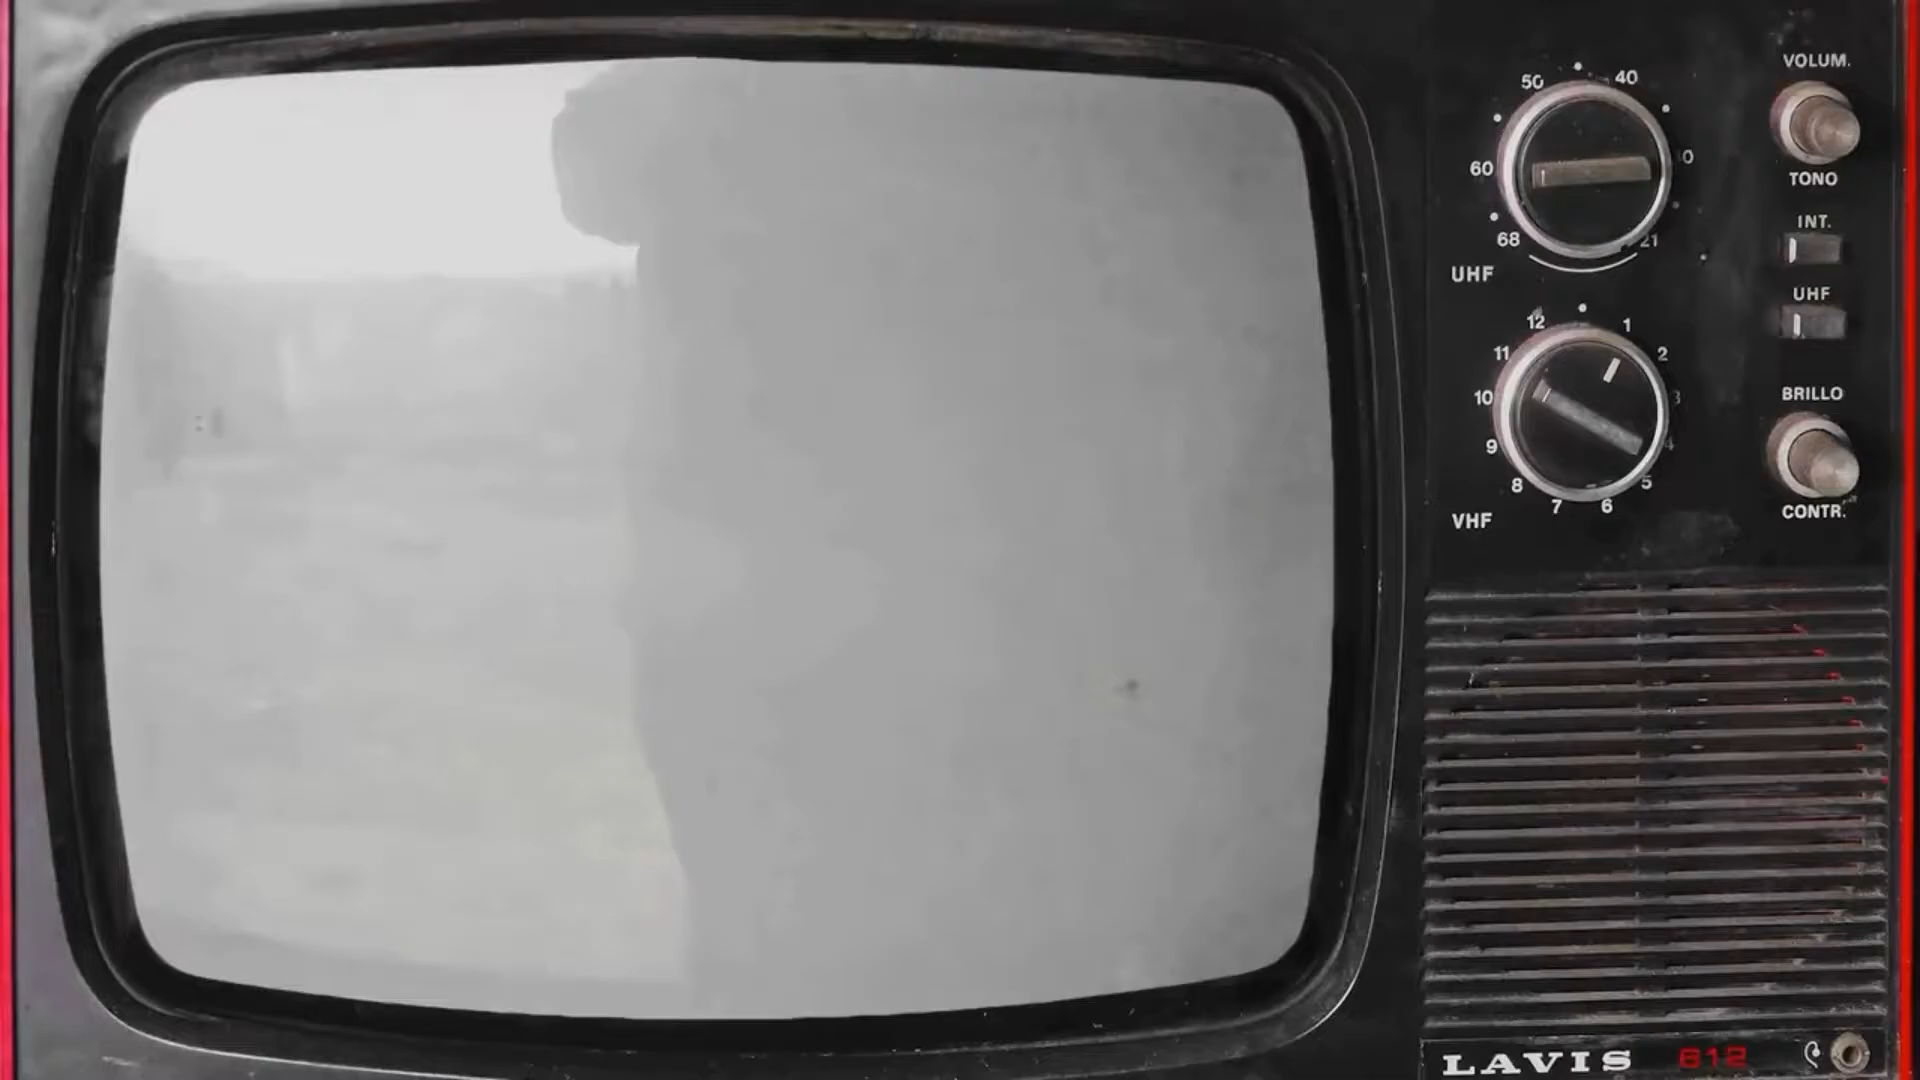 VOLUM.
50 40
60 30
68 21
UHF
TONO
INT.
UHF
12 1
11 2
10 3
9 4
8 5
7 6
VHF
BRILLO
CONTR.
LAVIS 612